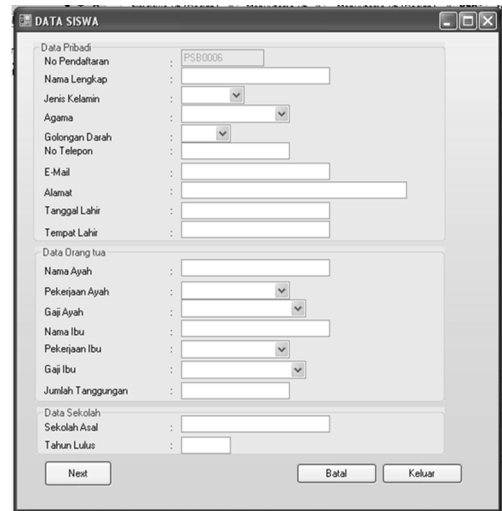 DATA SISWA
Data Pribadi
No Pendaftaran : PSB0006
Nama Lengkap :
Jenis Kelamin :
Agama :
Golongan Darah :
No Telepon :
E-Mail :
Alamat :
Tanggal Lahir :
Tempat Lahir :
Data Orang tua
Nama Ayah :
Pekerjaan Ayah :
Gaji Ayah :
Nama Ibu :
Pekerjaan Ibu :
Gaji Ibu :
Jumlah Tanggungan :
Data Sekolah
Sekolah Asal :
Tahun Lulus :
Next Batal Keluar